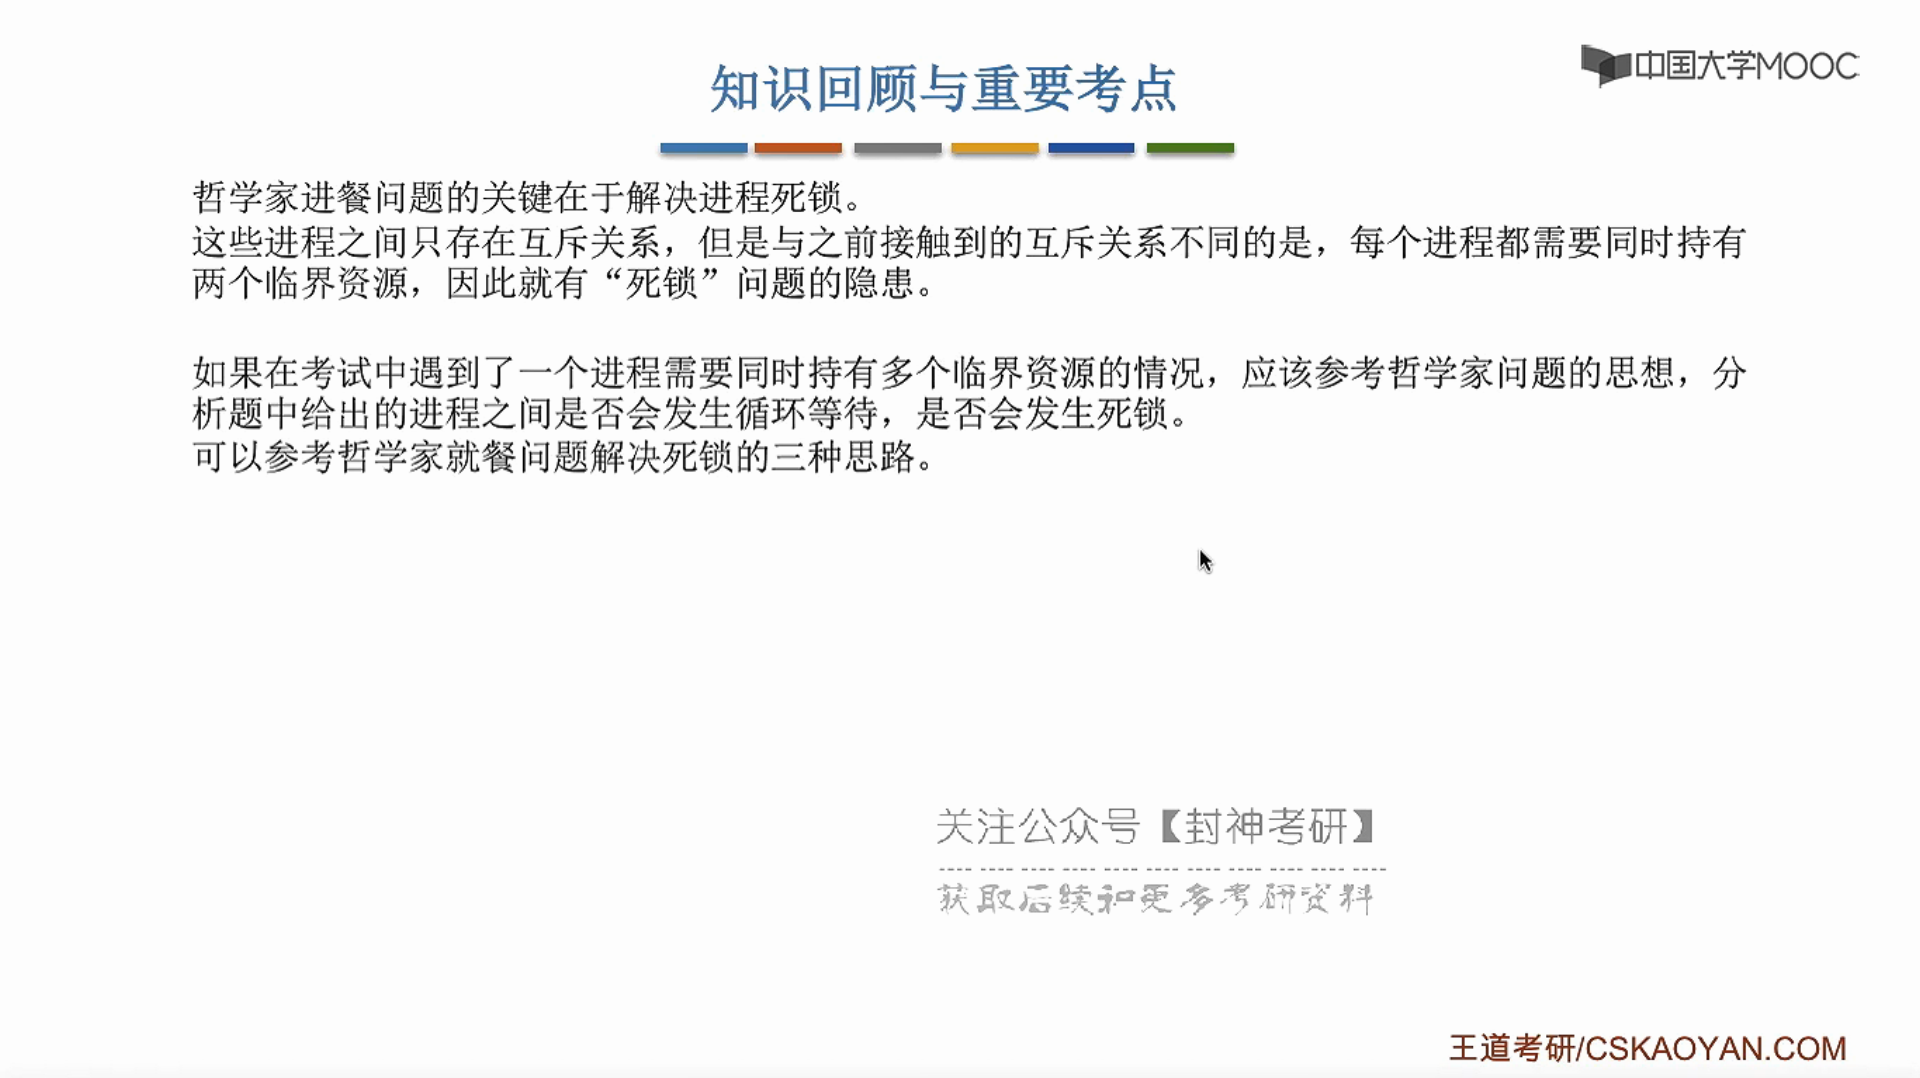 中国大学MOOC
知识回顾与重要考点
哲学家进餐问题的关键在于解决进程死锁。
这些进程之间只存在互斥关系，但是与之前接触到的互斥关系不同的是，每个进程都需要同时持有
两个临界资源，因此就有“死锁”问题的隐患。
如果在考试中遇到了一个进程需要同时持有多个临界资源的情况，应该参考哲学家问题的思想，分
析题中给出的进程之间是否会发生循环等待，是否会发生死锁。
可以参考哲学家就餐问题解决死锁的三种思路。
关注公众号【封神考研】
获取后续和更多考研资料
王道考研/CSKAOYAN.COM